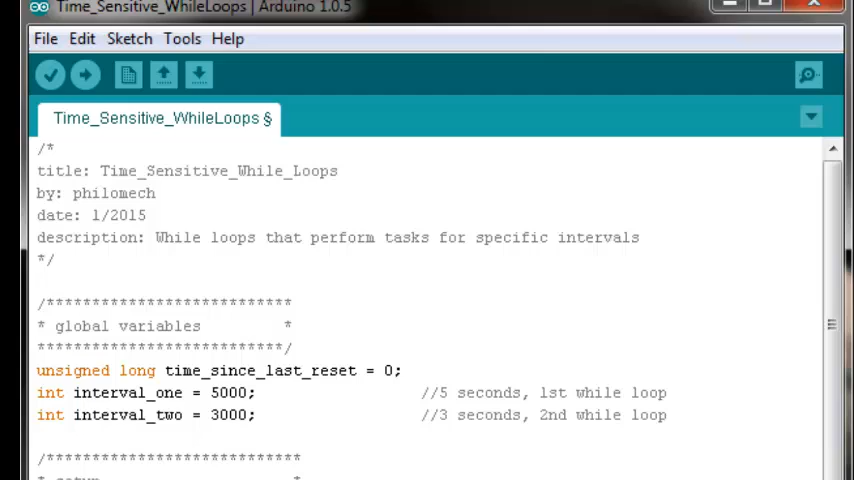 Time_Sensitive_WhileLoops | Arduino 1.0.5
File Edit Sketch Tools Help
Time_Sensitive_WhileLoops §
/*
title: Time_Sensitive_While_Loops
by: philomech
date: 1/2015
description: While loops that perform tasks for specific intervals
*/
/***************************
* global variables *
***************************/
unsigned long time_since_last_reset = 0;
int interval_one = 5000; //5 seconds, 1st while loop
int interval_two = 3000; //3 seconds, 2nd while loop
/****************************